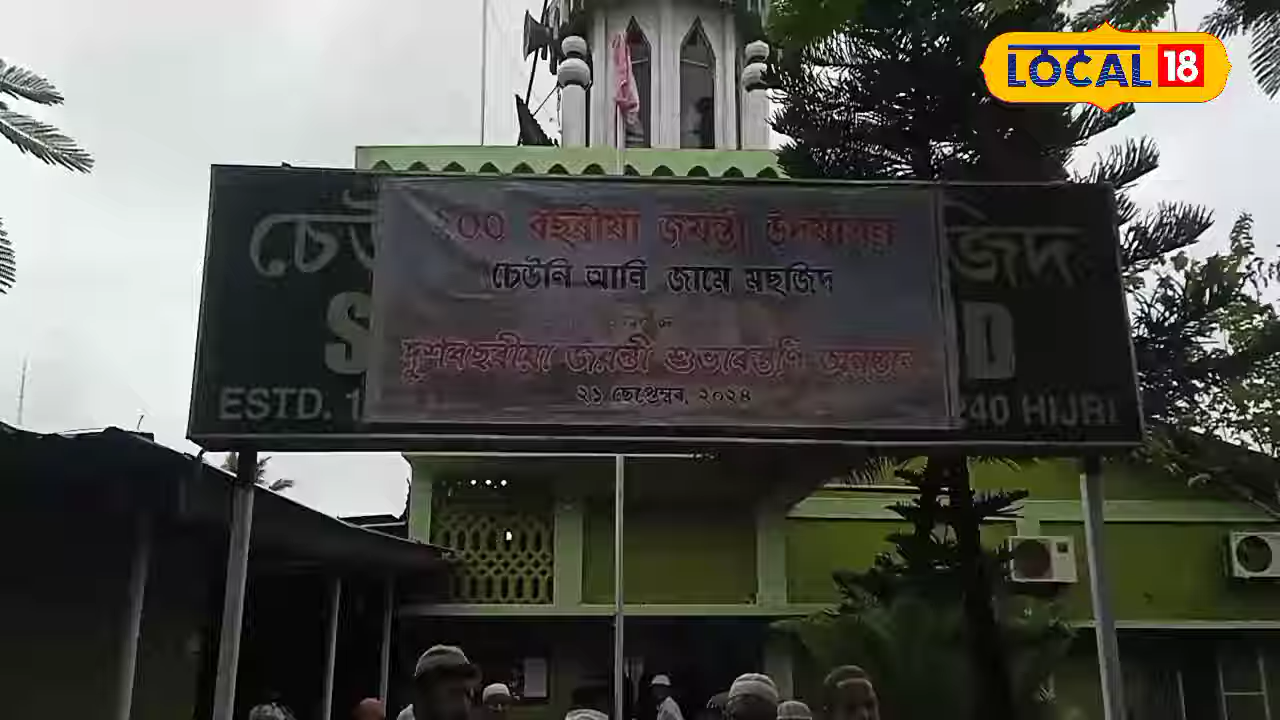 LOCAL 18
চেউ
জিদ
বছৰীয়া জয়ন্তী উদযাপন
চেউনি আলি জামে মছজিদ
দুশবছৰীয়া জয়ন্তী শুভাৰম্ভণি অনুষ্ঠান
২১ ছেপ্তেম্বৰ, ২০২৪
S
D
ESTD. 1
240 HIJRI